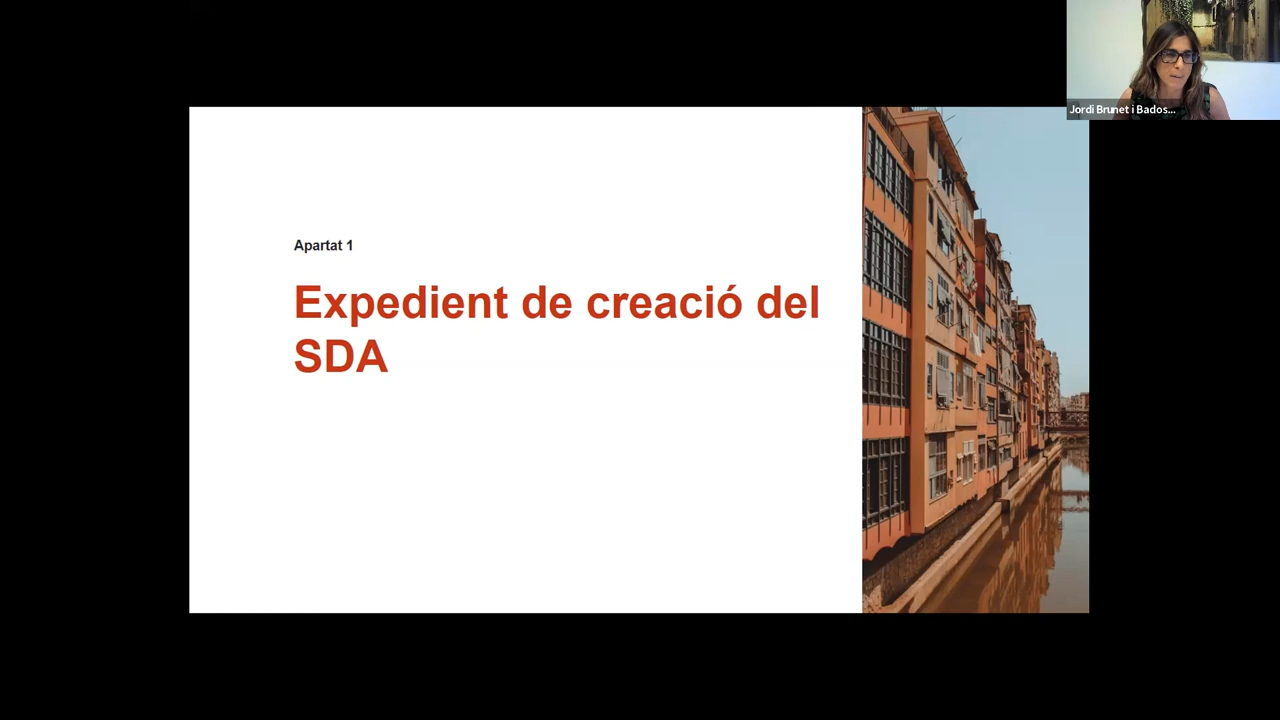 Jordi Brunet i Bados...
Apartat 1
Expedient de creació del
SDA